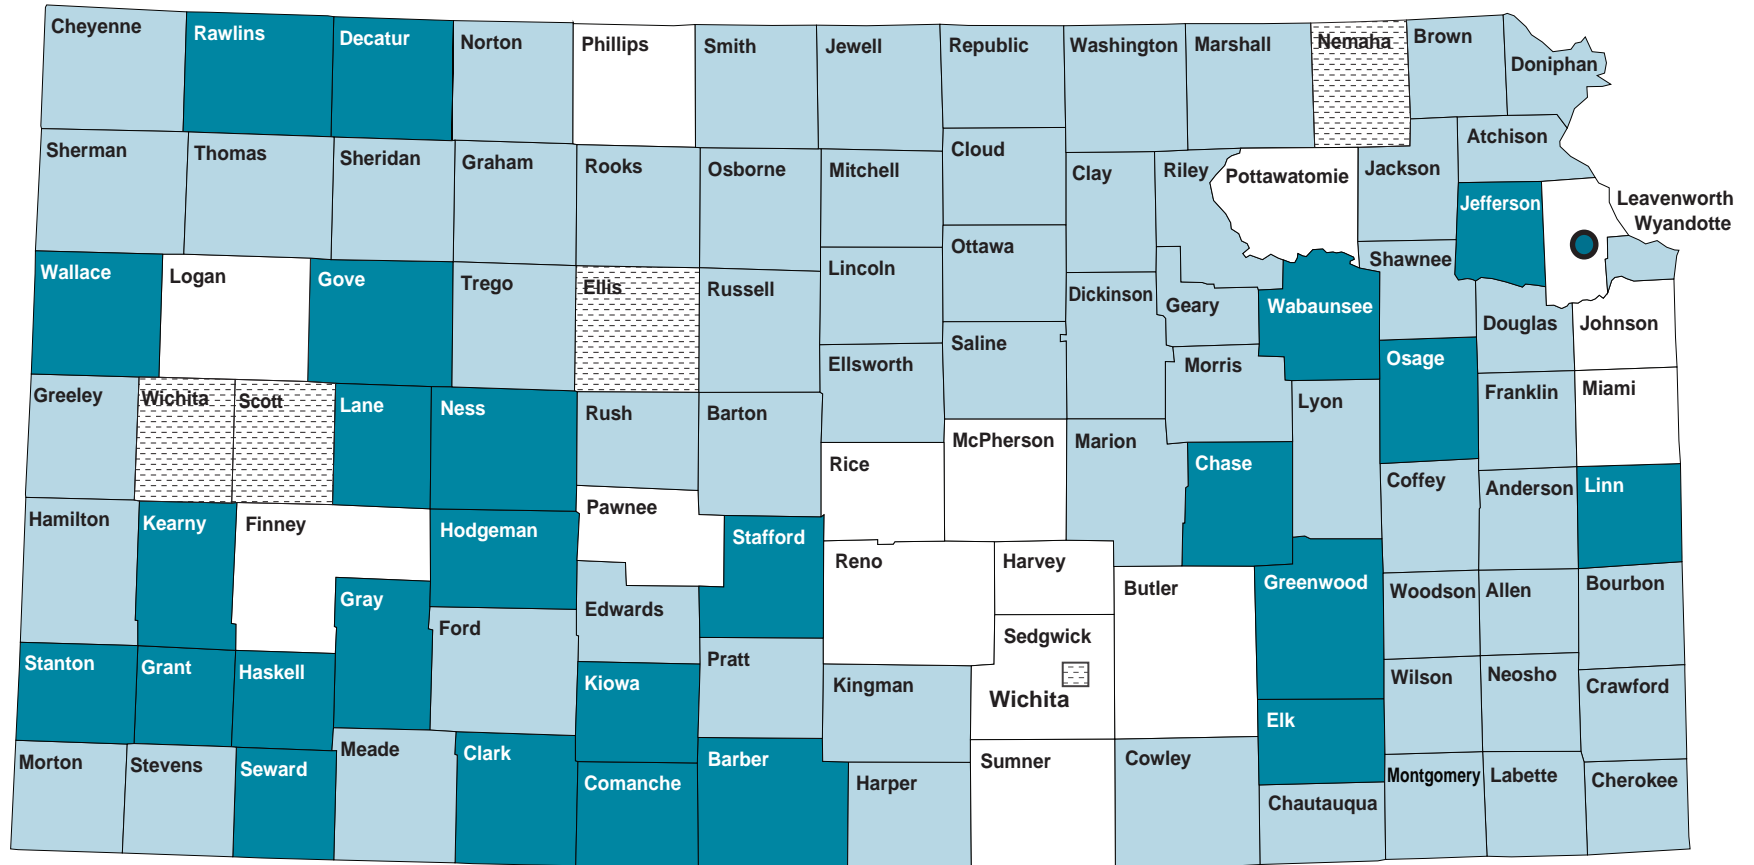 Cheyenne
Rawlins
Decatur
Norton
Phillips
Smith
Jewell
Republic
Washington
Marshall
Nemaha
Brown
Doniphan
Sherman
Thomas
Sheridan
Graham
Rooks
Osborne
Mitchell
Cloud
Clay
Riley
Pottawatomie
Jackson
Atchison
Jefferson
Leavenworth
Wyandotte
Wallace
Logan
Gove
Trego
Ellis
Russell
Lincoln
Ottawa
Dickinson
Geary
Wabaunsee
Shawnee
Douglas
Johnson
Saline
Ellsworth
Morris
Osage
Greeley
Wichita
Scott
Lane
Ness
Rush
Barton
Rice
McPherson
Marion
Chase
Lyon
Franklin
Miami
Coffey
Anderson
Linn
Hamilton
Kearny
Finney
Hodgeman
Pawnee
Stafford
Reno
Harvey
Butler
Greenwood
Woodson
Allen
Bourbon
Gray
Ford
Edwards
Sedgwick
Wichita
Stanton
Grant
Haskell
Kiowa
Pratt
Kingman
Elk
Wilson
Neosho
Crawford
Morton
Stevens
Seward
Meade
Clark
Comanche
Barber
Harper
Sumner
Cowley
Chautauqua
Montgomery
Labette
Cherokee